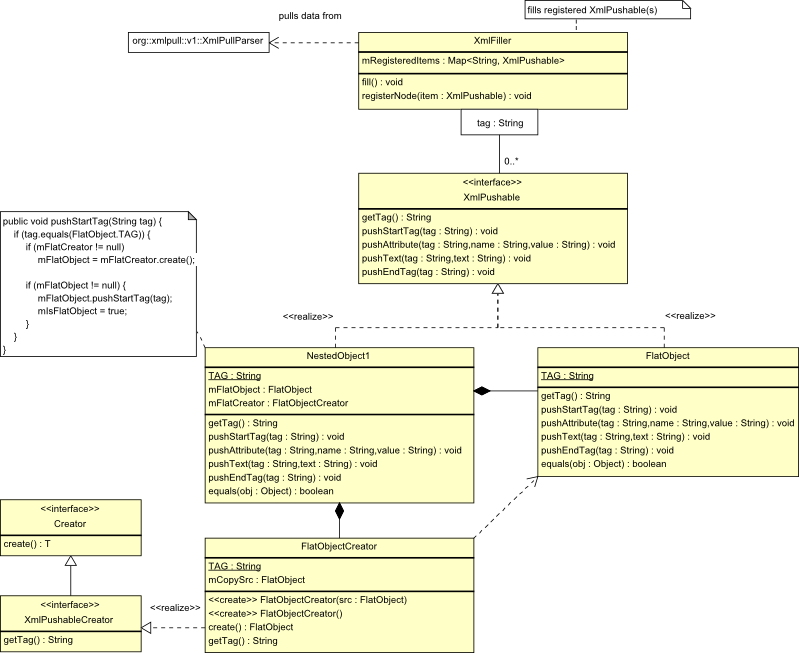 fills registered XmlPushable(s)
pulls data from
org::xmlpull::v1::XmlPullParser
XmlFiller
mRegisteredItems : Map<String, XmlPushable>
fill() : void
registerNode(item : XmlPushable) : void
tag : String
0..*
<<interface>>
XmlPushable
getTag() : String
pushStartTag(tag : String) : void
pushAttribute(tag : String,name : String,value : String) : void
pushText(tag : String,text : String) : void
pushEndTag(tag : String) : void
public void pushStartTag(String tag) {
if (tag.equals(FlatObject.TAG)) {
if (mFlatCreator != null)
mFlatObject = mFlatCreator.create();
if (mFlatObject != null) {
mFlatObject.pushStartTag(tag);
mIsFlatObject = true;
}
}
}
<<realize>>
<<realize>>
NestedObject1
TAG : String
mFlatObject : FlatObject
mFlatCreator : FlatObjectCreator
getTag() : String
pushStartTag(tag : String) : void
pushAttribute(tag : String,name : String,value : String) : void
pushText(tag : String,text : String) : void
pushEndTag(tag : String) : void
equals(obj : Object) : boolean
FlatObject
TAG : String
getTag() : String
pushStartTag(tag : String) : void
pushAttribute(tag : String,name : String,value : String) : void
pushText(tag : String,text : String) : void
pushEndTag(tag : String) : void
equals(obj : Object) : boolean
<<interface>>
Creator
create() : T
<<interface>>
XmlPushableCreator
getTag() : String
<<realize>>
FlatObjectCreator
TAG : String
mCopySrc : FlatObject
<<create>> FlatObjectCreator(src : FlatObject)
<<create>> FlatObjectCreator()
create() : FlatObject
getTag() : String